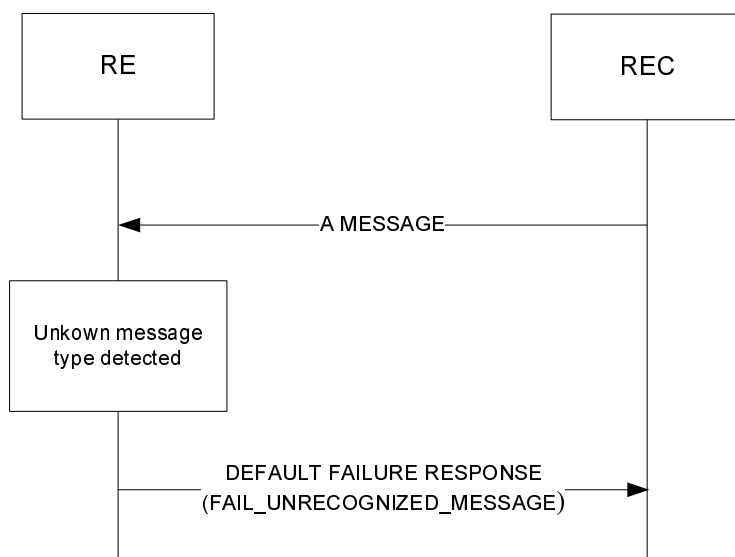 RE
REC
A MESSAGE
Unkown message
type detected
DEFAULT FAILURE RESPONSE
(FAIL_UNRECOGNIZED_MESSAGE)